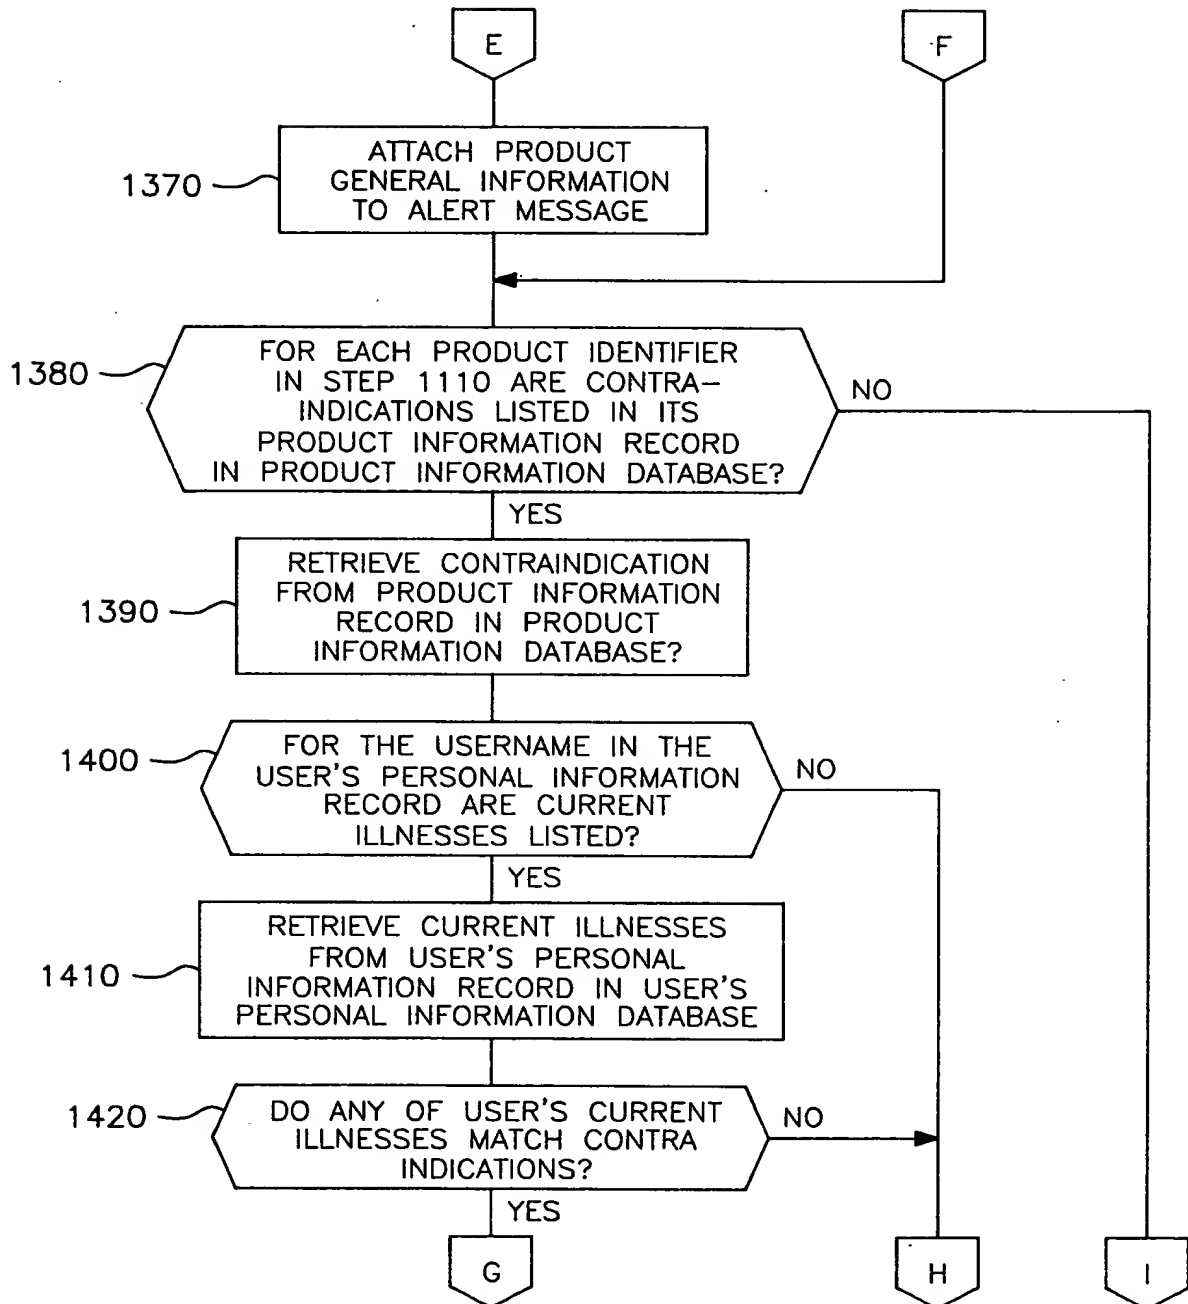 E
F
1370
ATTACH PRODUCT
GENERAL INFORMATION
TO ALERT MESSAGE
1380
FOR EACH PRODUCT IDENTIFIER
IN STEP 1110 ARE CONTRA-
INDICATIONS LISTED IN ITS
PRODUCT INFORMATION RECORD
IN PRODUCT INFORMATION DATABASE?
NO
YES
1390
RETRIEVE CONTRAINDICATION
FROM PRODUCT INFORMATION
RECORD IN PRODUCT
INFORMATION DATABASE?
1400
FOR THE USERNAME IN THE
USER'S PERSONAL INFORMATION
RECORD ARE CURRENT
ILLNESSES LISTED?
NO
YES
1410
RETRIEVE CURRENT ILLNESSES
FROM USER'S PERSONAL
INFORMATION RECORD IN USER'S
PERSONAL INFORMATION DATABASE
1420
DO ANY OF USER'S CURRENT
ILLNESSES MATCH CONTRA
INDICATIONS?
NO
YES
G
H
I